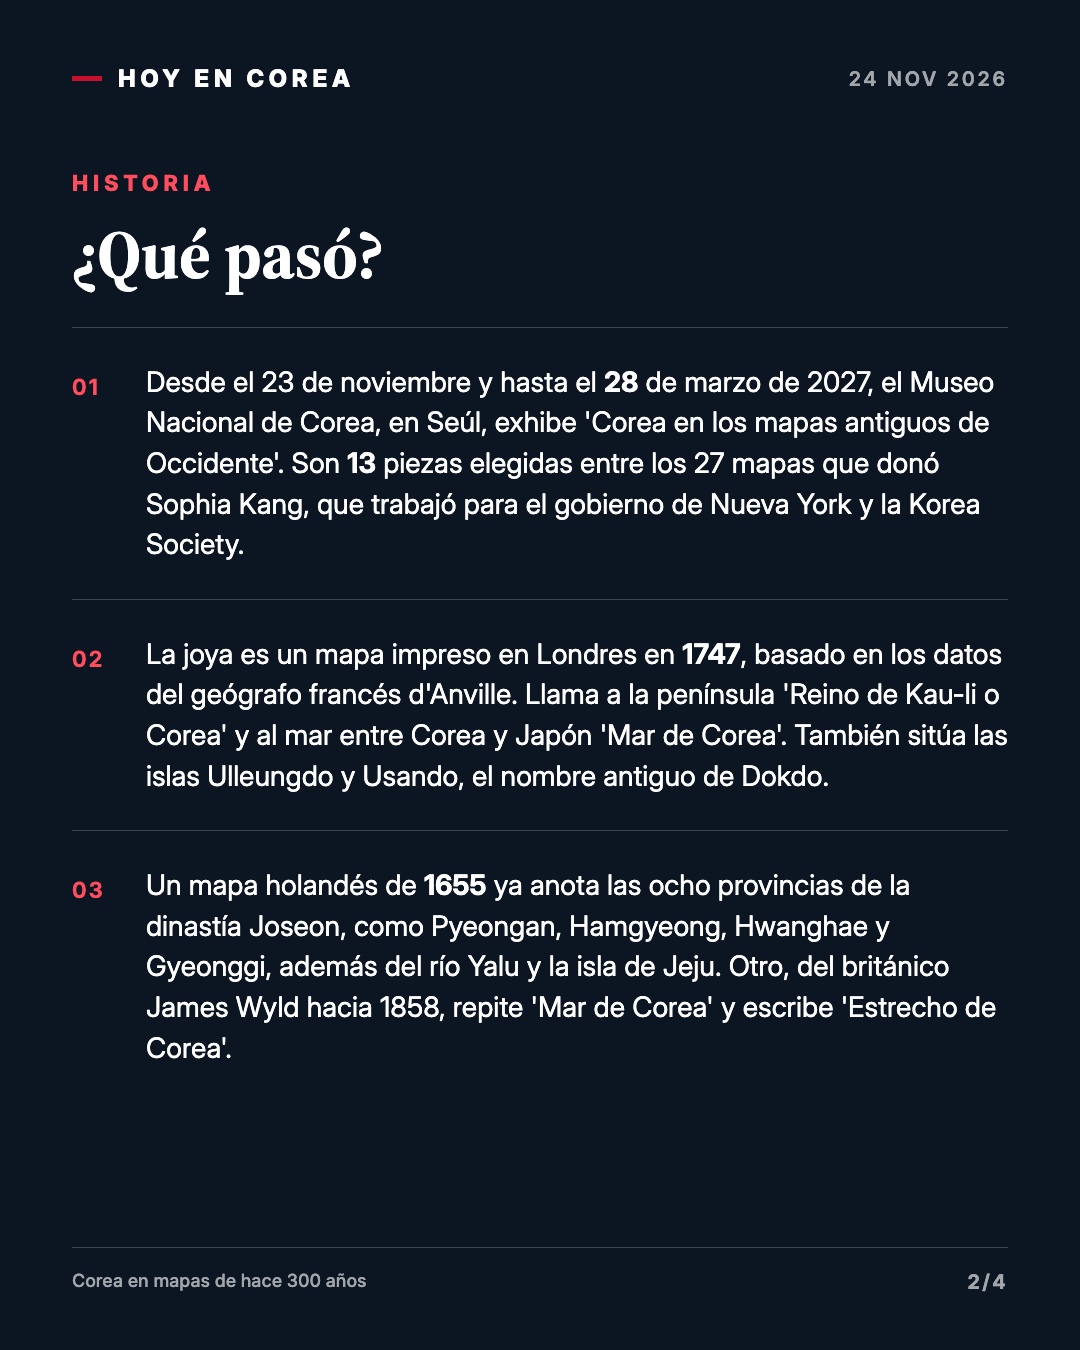 HOY EN COREA
24 NOV 2026
HISTORIA
¿Qué pasó?
01
Desde el 23 de noviembre y hasta el 28 de marzo de 2027, el Museo
Nacional de Corea, en Seúl, exhibe 'Corea en los mapas antiguos de
Occidente'. Son 13 piezas elegidas entre los 27 mapas que donó
Sophia Kang, que trabajó para el gobierno de Nueva York y la Korea
Society.
02
La joya es un mapa impreso en Londres en 1747, basado en los datos
del geógrafo francés d'Anville. Llama a la península 'Reino de Kau-li o
Corea' y al mar entre Corea y Japón 'Mar de Corea'. También sitúa las
islas Ulleungdo y Usando, el nombre antiguo de Dokdo.
03
Un mapa holandés de 1655 ya anota las ocho provincias de la
dinastía Joseon, como Pyeongan, Hamgyeong, Hwanghae y
Gyeonggi, además del río Yalu y la isla de Jeju. Otro, del británico
James Wyld hacia 1858, repite 'Mar de Corea' y escribe 'Estrecho de
Corea'.
Corea en mapas de hace 300 años
2/4